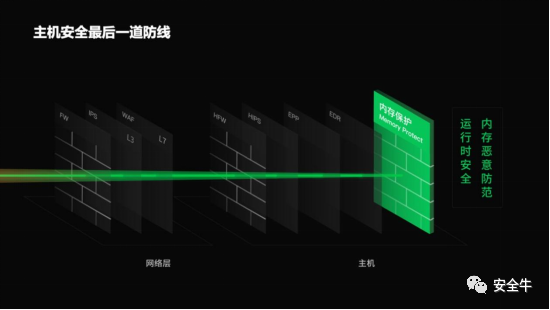 主机安全最后一道防线
FW
IPS
WAF
L3
L7
HFW
HIPS
EPP
EDR
内存保护
Memory Protect
内存恶意防范
运行时安全
网络层
主机
安全牛